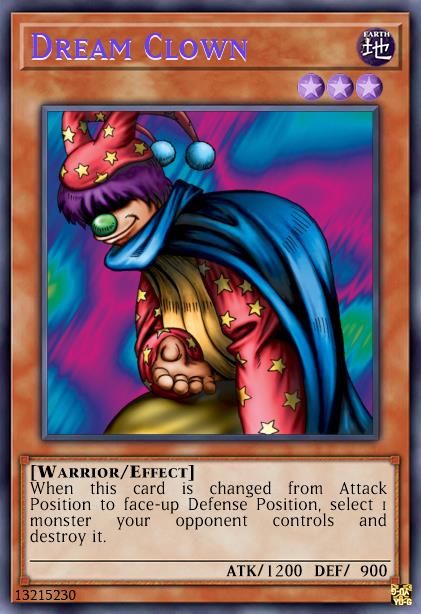 DREAM CLOWN
EARTH
地
[WARRIOR/EFFECT]
When this card is changed from Attack
Position to face-up Defense Position, select 1
monster your opponent controls and
destroy it.
ATK/1200 DEF/ 900
13215230